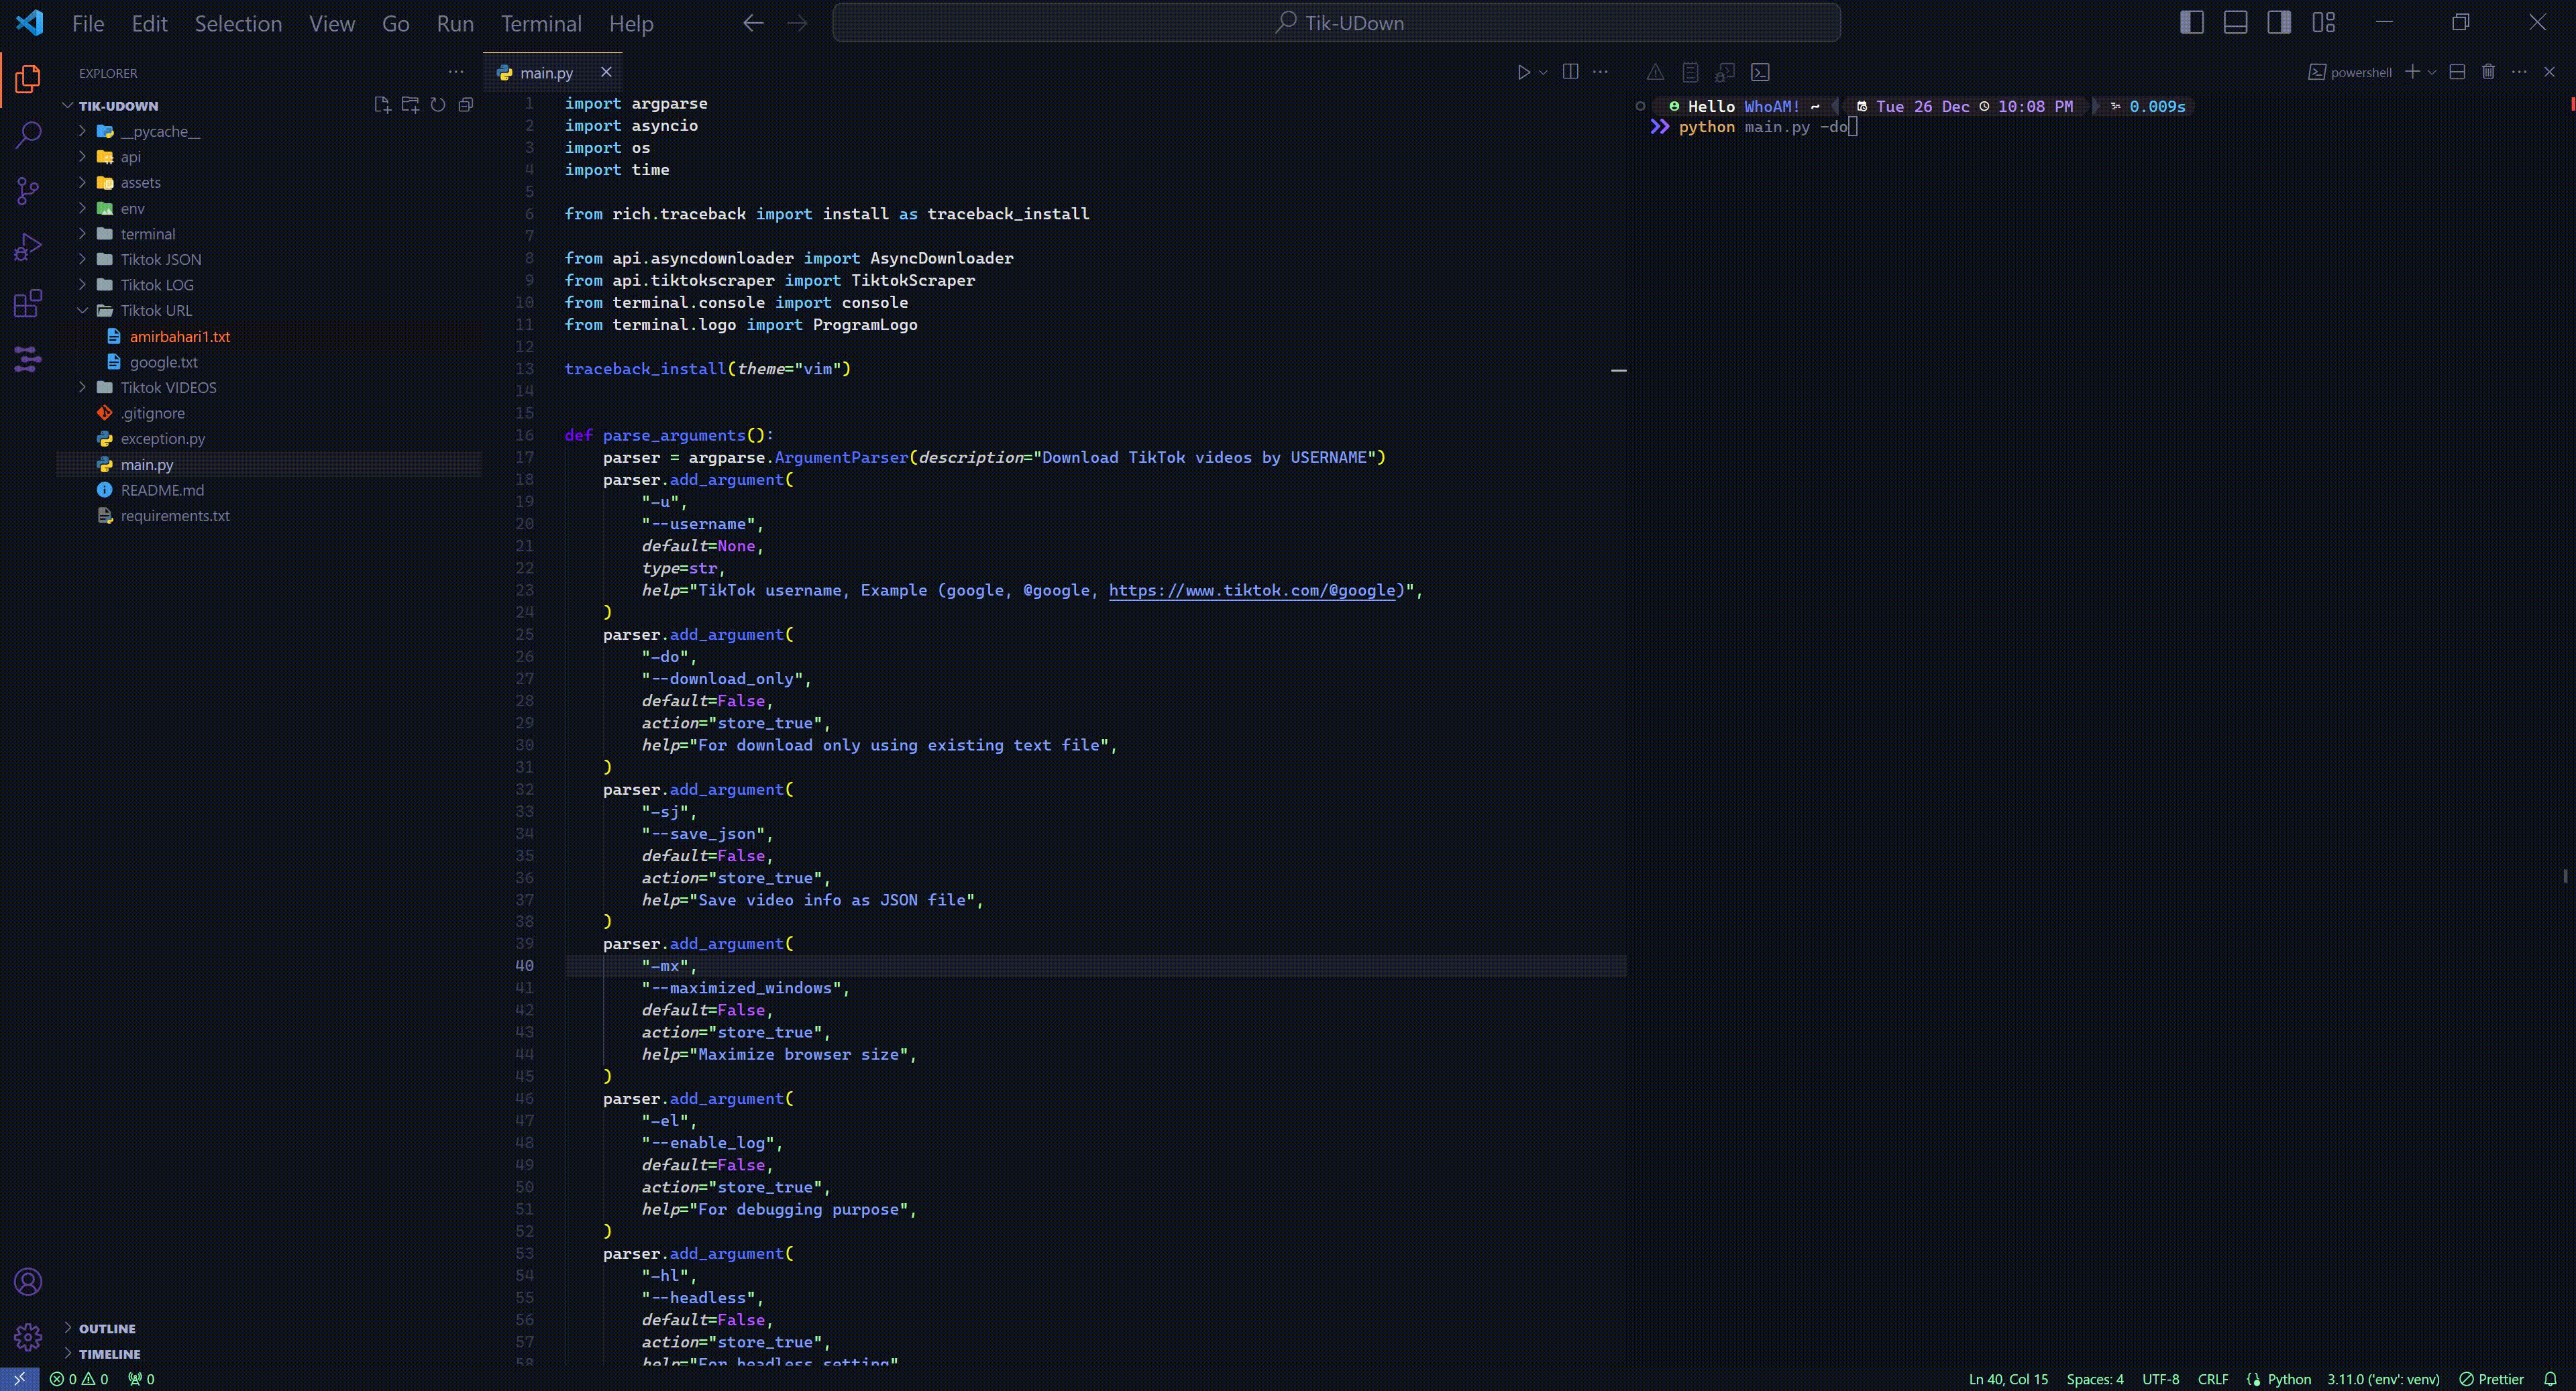 File Edit Selection View Go Run Terminal Help
Tik-UDown
EXPLORER
TIK-UDOWN
__pycache__
api
assets
env
terminal
Tiktok JSON
Tiktok LOG
Tiktok URL
amirbahari1.txt
google.txt
Tiktok VIDEOS
.gitignore
exception.py
main.py
README.md
requirements.txt
OUTLINE
TIMELINE
main.py
1 import argparse
2 import asyncio
3 import os
4 import time
5
6 from rich.traceback import install as traceback_install
7
8 from api.asyncdownloader import AsyncDownloader
9 from api.tiktokscraper import TiktokScraper
10 from terminal.console import console
11 from terminal.logo import ProgramLogo
12
13 traceback_install(theme="vim")
14
15
16 def parse_arguments():
17 parser = argparse.ArgumentParser(description="Download TikTok videos by USERNAME")
18 parser.add_argument(
19 "-u",
20 "--username",
21 default=None,
22 type=str,
23 help="TikTok username, Example (google, @google, https://www.tiktok.com/@google)",
24 )
25 parser.add_argument(
26 "-do",
27 "--download_only",
28 default=False,
29 action="store_true",
30 help="For download only using existing text file",
31 )
32 parser.add_argument(
33 "-sj",
34 "--save_json",
35 default=False,
36 action="store_true",
37 help="Save video info as JSON file",
38 )
39 parser.add_argument(
40 "-mx",
41 "--maximized_windows",
42 default=False,
43 action="store_true",
44 help="Maximize browser size",
45 )
46 parser.add_argument(
47 "-el",
48 "--enable_log",
49 default=False,
50 action="store_true",
51 help="For debugging purpose",
52 )
53 parser.add_argument(
54 "-hl",
55 "--headless",
56 default=False,
57 action="store_true",
58 help="For headless setting"
powershell
Hello WhoAM! ~ Tue 26 Dec 10:08 PM 0.009s
python main.py -do
0 0 0
Ln 40, Col 15 Spaces: 4 UTF-8 CRLF Python 3.11.0 ('env': venv) Prettier